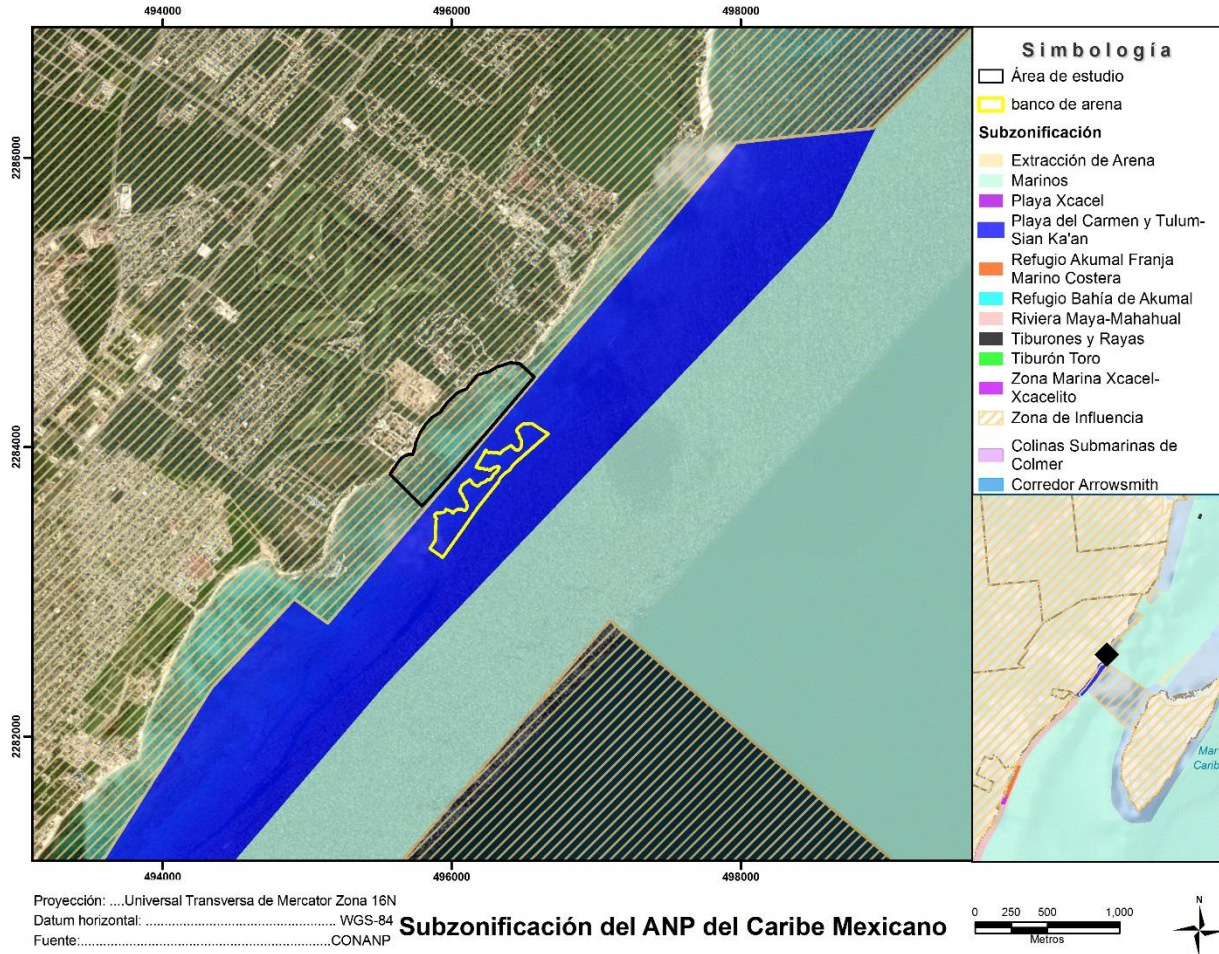 494000 496000 498000
2286000
2284000
2282000
494000 496000 498000
Simbología
Área de estudio
banco de arena
Subzonificación
Extracción de Arena
Marinos
Playa Xcacel
Playa del Carmen y Tulum-
Sian Ka'an
Refugio Akumal Franja
Marino Costera
Refugio Bahía de Akumal
Riviera Maya-Mahahual
Tiburones y Rayas
Tiburón Toro
Zona Marina Xcacel-
Xcacelito
Zona de Influencia
Colinas Submarinas de
Colmer
Corredor Arrowsmith
Mar
Carib
Proyección: ....Universal Transversa de Mercator Zona 16N
Datum horizontal: ........................................ WGS-84
Fuente:..................................................CONANP
Subzonificación del ANP del Caribe Mexicano
0 250 500 1,000
Metros
N